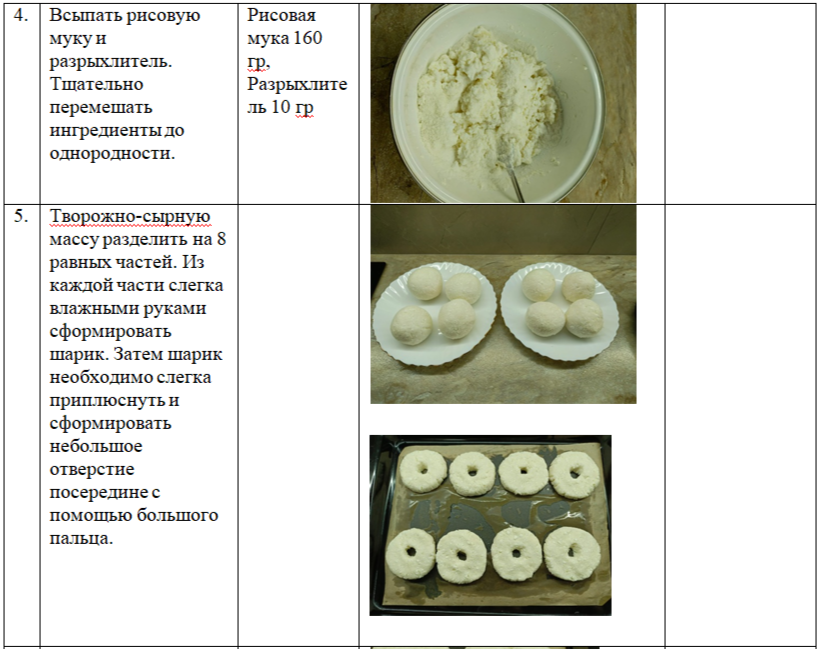 4.
Всыпать рисовую
муку и
разрыхлитель.
Тщательно
перемешать
ингредиенты до
однородности.
Рисовая
мука 160
гр,
Разрыхлите
ль 10 гр
5.
Творожно-сырную
массу разделить на 8
равных частей. Из
каждой части слегка
влажными руками
сформировать
шарик. Затем шарик
необходимо слегка
приплюснуть и
сформировать
небольшое
отверстие
посередине с
помощью большого
пальца.